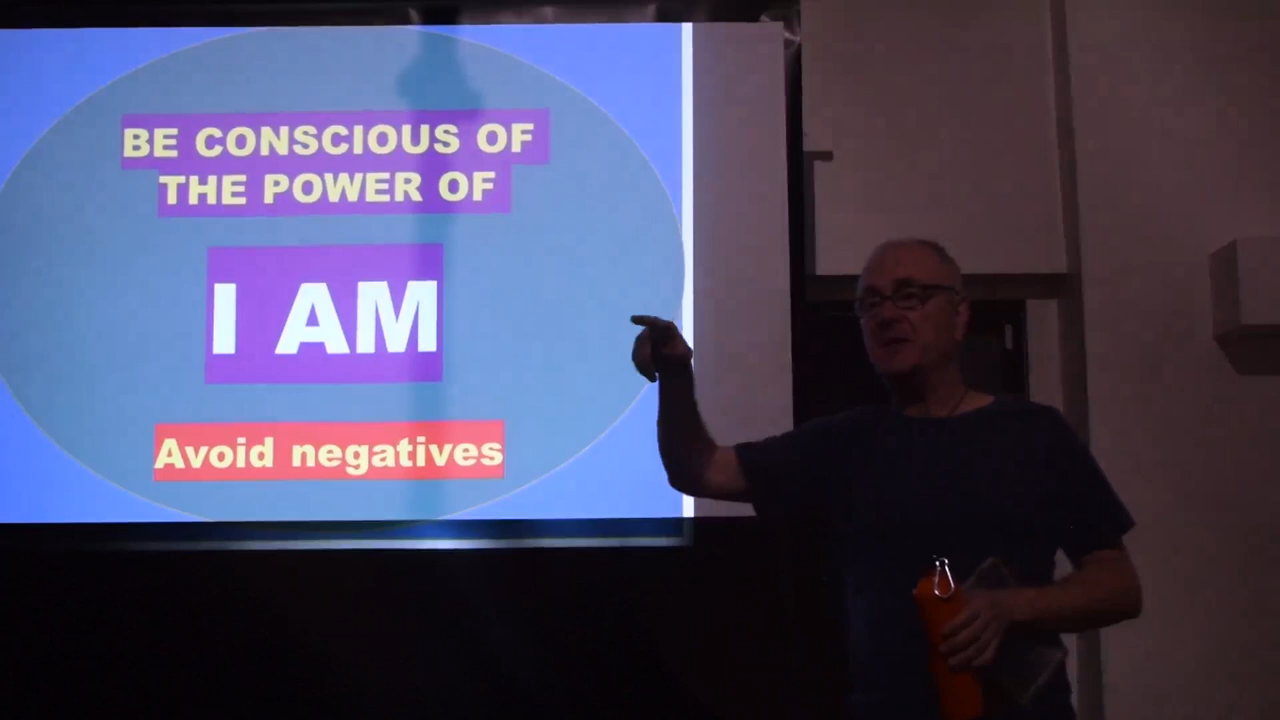 BE CONSCIOUS OF
THE POWER OF
I AM
Avoid negatives